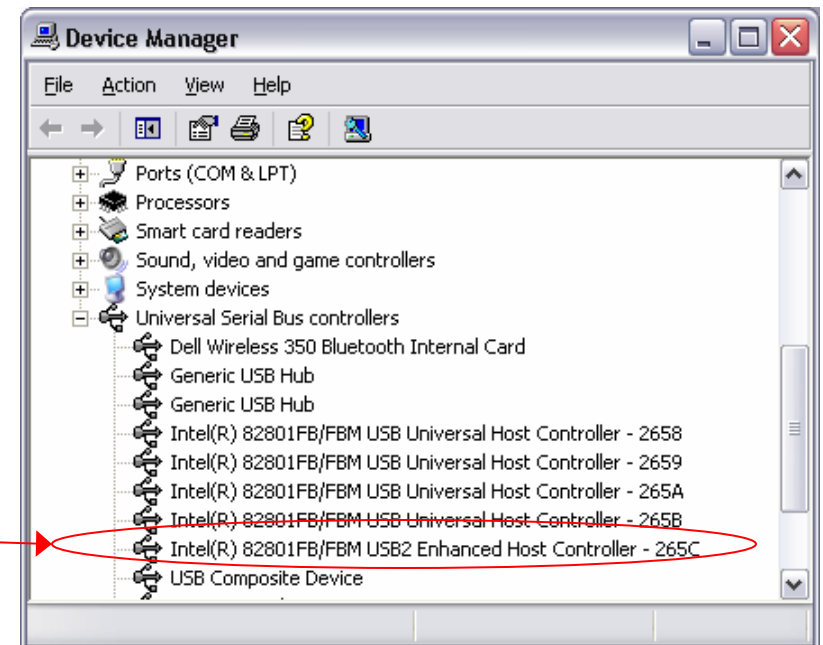 Device Manager
File Action View Help
Ports (COM & LPT)
Processors
Smart card readers
Sound, video and game controllers
System devices
Universal Serial Bus controllers
Dell Wireless 350 Bluetooth Internal Card
Generic USB Hub
Generic USB Hub
Intel(R) 82801FB/FBM USB Universal Host Controller - 2658
Intel(R) 82801FB/FBM USB Universal Host Controller - 2659
Intel(R) 82801FB/FBM USB Universal Host Controller - 265A
Intel(R) 82801FB/FBM USB Universal Host Controller - 265B
Intel(R) 82801FB/FBM USB2 Enhanced Host Controller - 265C
USB Composite Device